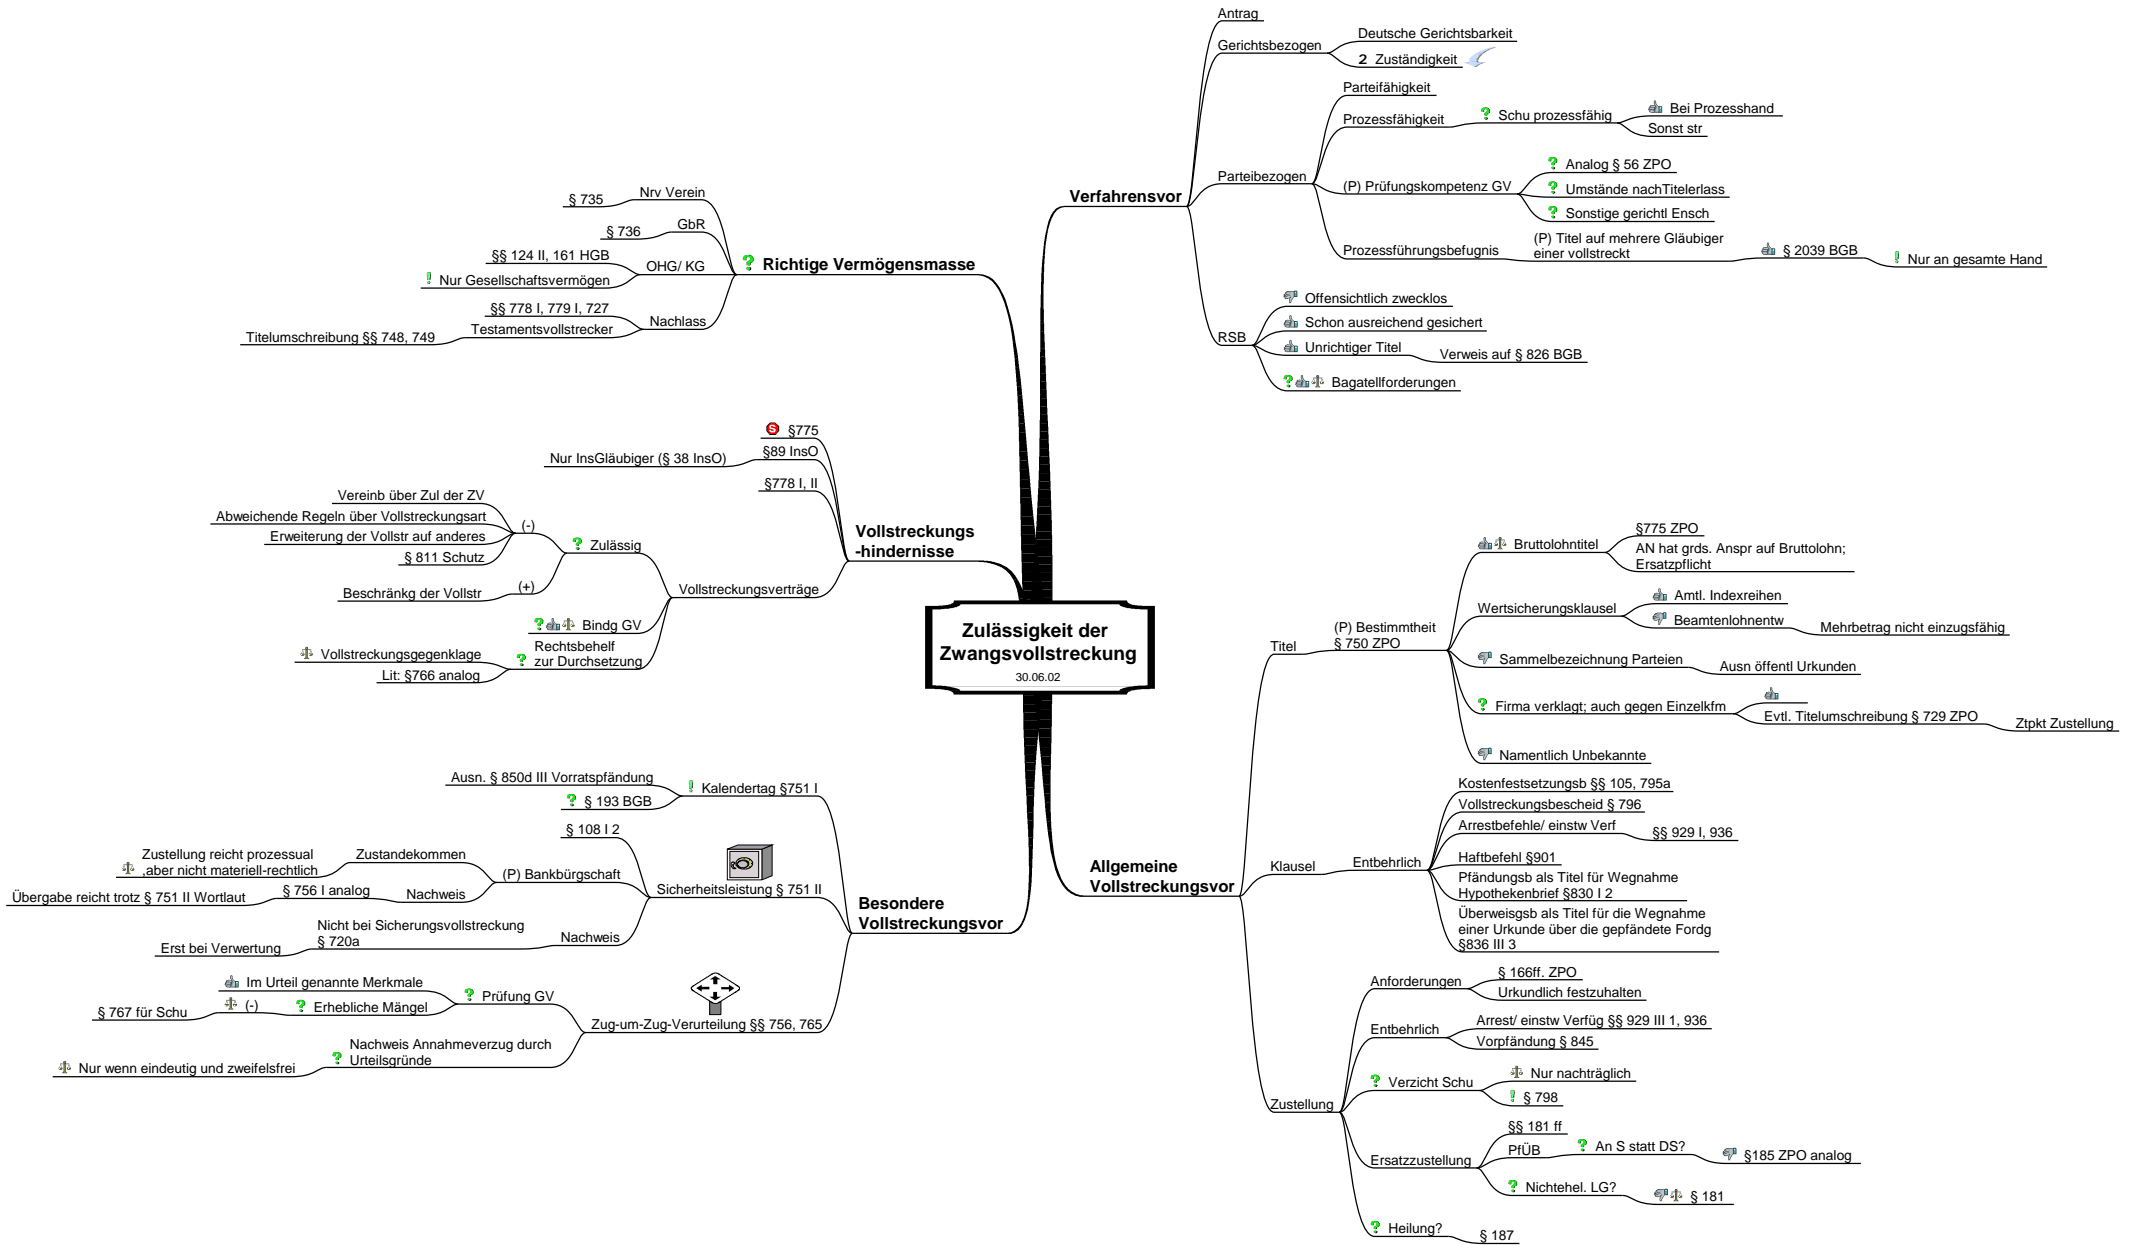 Zulässigkeit der
Zwangsvollstreckung
30.06.02
Verfahrensvor
Antrag
Gerichtsbezogen
Deutsche Gerichtsbarkeit
2 Zuständigkeit
Parteibezogen
Parteifähigkeit
Prozessfähigkeit
? Schu prozessfähig
Bei Prozesshand
Sonst str
(P) Prüfungskompetenz GV
? Analog § 56 ZPO
? Umstände nachTitelerlass
? Sonstige gerichtl Ensch
Prozessführungsbefugnis
(P) Titel auf mehrere Gläubiger
einer vollstreckt
§ 2039 BGB
! Nur an gesamte Hand
RSB
Offensichtlich zwecklos
Schon ausreichend gesichert
Unrichtiger Titel
Verweis auf § 826 BGB
? Bagatellforderungen
Allgemeine
Vollstreckungsvor
Titel
(P) Bestimmtheit
§ 750 ZPO
Bruttolohntitel
§775 ZPO
AN hat grds. Anspr auf Bruttolohn;
Ersatzpflicht
Wertsicherungsklausel
Amtl. Indexreihen
Beamtenlohnentw
Mehrbetrag nicht einzugsfähig
Sammelbezeichnung Parteien
Ausn öffentl Urkunden
? Firma verklagt; auch gegen Einzelkfm
Evtl. Titelumschreibung § 729 ZPO
Ztpkt Zustellung
Namentlich Unbekannte
Klausel
Entbehrlich
Kostenfestsetzungsb §§ 105, 795a
Vollstreckungsbescheid § 796
Arrestbefehle/ einstw Verf
§§ 929 I, 936
Haftbefehl §901
Pfändungsb als Titel für Wegnahme
Hypothekenbrief §830 I 2
Überweisgsb als Titel für die Wegnahme
einer Urkunde über die gepfändete Fordg
§836 III 3
Zustellung
Anforderungen
§ 166ff. ZPO
Urkundlich festzuhalten
Entbehrlich
Arrest/ einstw Verfüg §§ 929 III 1, 936
Vorpfändung § 845
? Verzicht Schu
Nur nachträglich
! § 798
Ersatzzustellung
§§ 181 ff
PfÜB
? An S statt DS?
§185 ZPO analog
? Nichtehel. LG?
§ 181
? Heilung?
§ 187
? Richtige Vermögensmasse
Nrv Verein
§ 735
GbR
§ 736
OHG/ KG
§§ 124 II, 161 HGB
! Nur Gesellschaftsvermögen
Nachlass
§§ 778 I, 779 I, 727
Testamentsvollstrecker
Titelumschreibung §§ 748, 749
Vollstreckungs
-hindernisse
S §775
§89 InsO
Nur InsGläubiger (§ 38 InsO)
§778 I, II
Vollstreckungsverträge
? Zulässig
(-)
Vereinb über Zul der ZV
Abweichende Regeln über Vollstreckungsart
Erweiterung der Vollstr auf anderes
§ 811 Schutz
(+)
Beschränkg der Vollstr
? Bindg GV
? Rechtsbehelf
zur Durchsetzung
Vollstreckungsgegenklage
Lit: §766 analog
Besondere
Vollstreckungsvor
! Kalendertag §751 I
Ausn. § 850d III Vorratspfändung
? § 193 BGB
Sicherheitsleistung § 751 II
§ 108 I 2
(P) Bankbürgschaft
Zustandekommen
Zustellung reicht prozessual
,aber nicht materiell-rechtlich
Nachweis
§ 756 I analog
Übergabe reicht trotz § 751 II Wortlaut
Nachweis
Nicht bei Sicherungsvollstreckung
§ 720a
Erst bei Verwertung
Zug-um-Zug-Verurteilung §§ 756, 765
? Prüfung GV
Im Urteil genannte Merkmale
? Erhebliche Mängel
(-)
§ 767 für Schu
? Nachweis Annahmeverzug durch
Urteilsgründe
Nur wenn eindeutig und zweifelsfrei